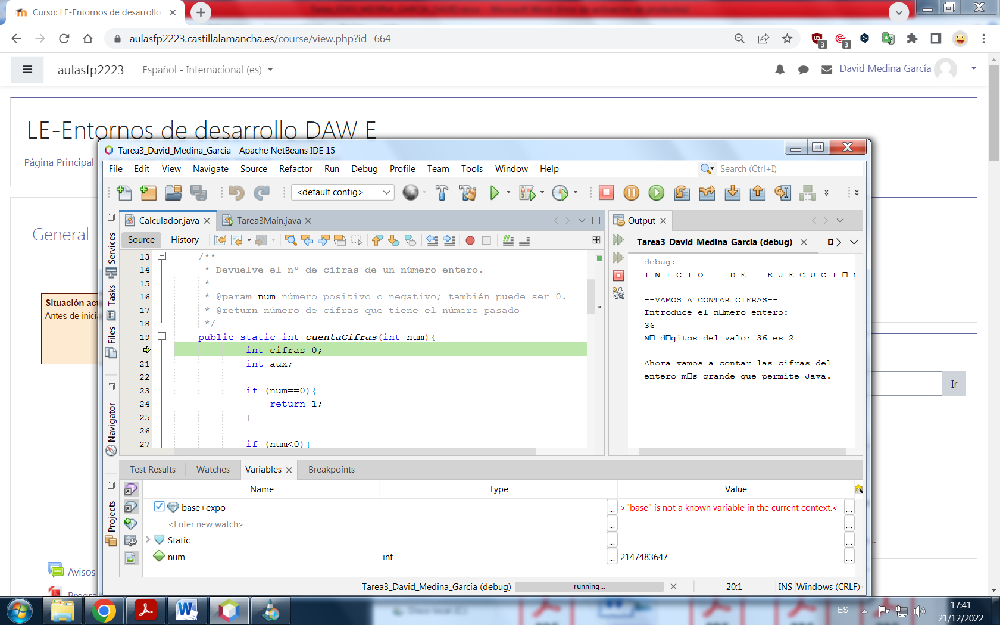 Curso: LE-Entornos de desarrollo
aulasfp2223.castillalamancha.es/course/view.php?id=664
3
3
aulasfp2223
Español - Internacional (es)
David Medina García
LE-Entornos de desarrollo DAW E
Página Principal
General
Situación act
Antes de inicia
Avisos
Ir
Tarea3_David_Medina_Garcia - Apache NetBeans IDE 15
File Edit View Navigate Source Refactor Run Debug Profile Team Tools Window Help
Search (Ctrl+I)
<default config>
Services
Tasks
Files
Navigator
Projects
Calculador.java
Tarea3Main.java
Source History
13 /**
14 * Devuelve el nº de cifras de un número entero.
15 *
16 * @param num número positivo o negativo; también puede ser 0.
17 * @return número de cifras que tiene el número pasado
18 */
19 public static int cuentaCifras(int num){
int cifras=0;
21 int aux;
22
23 if (num==0){
24 return 1;
25 }
26
27 if (num<0){
Output
Tarea3_David_Medina_Garcia (debug)
D
debug:
I N I C I O D E E J E C U C I□N
----------------------------------------
--VAMOS A CONTAR CIFRAS--
Introduce el n□mero entero:
36
N□ d□gitos del valor 36 es 2
Ahora vamos a contar las cifras del
entero m□s grande que permite Java.
Test Results Watches Variables Breakpoints
Name Type Value
base+expo ... >"base" is not a known variable in the current context.< ...
<Enter new watch> ... ...
Static ... ...
num int ... 2147483647 ...
Tarea3_David_Medina_Garcia (debug) running... 20:1 INS Windows (CRLF)
ES
17:41
21/12/2022